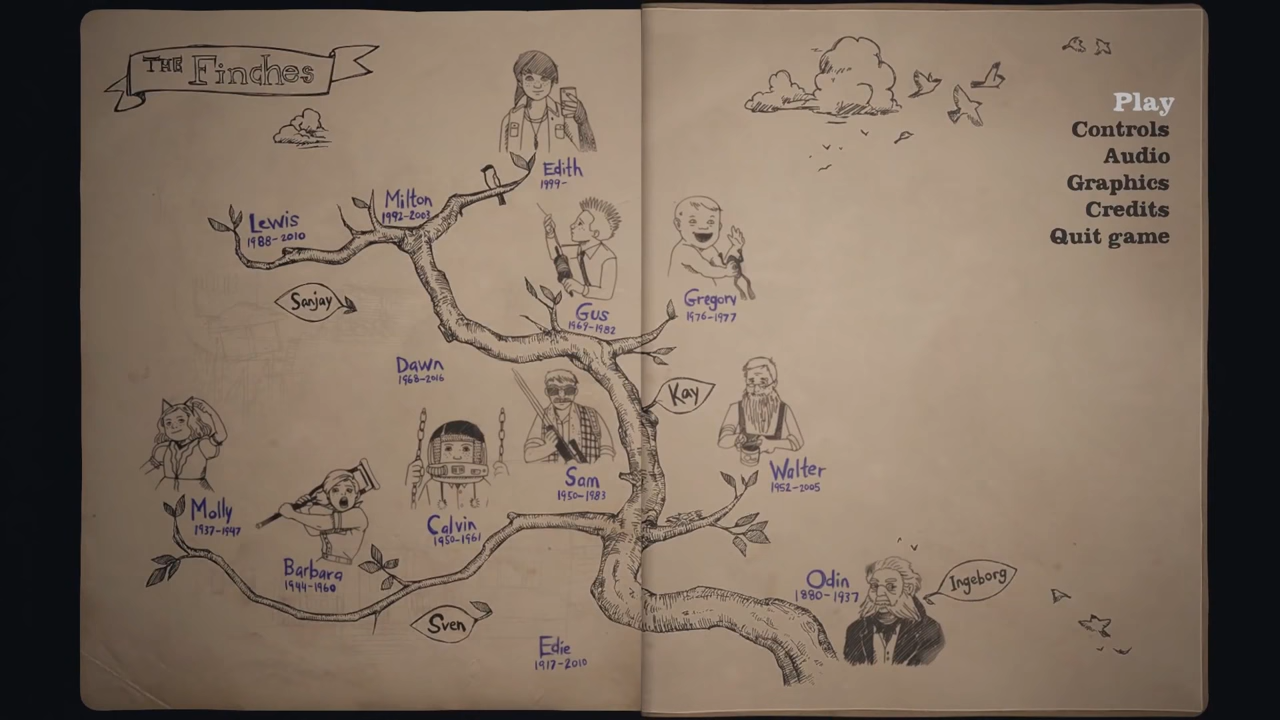 THE Finches
Edith
1999-
Milton
1992-2003
Lewis
1988-2010
Sanjay
Gus
1969-1982
Gregory
1976-1977
Dawn
1968-2016
Kay
Sam
1950-1983
Walter
1952-2005
Molly
1937-1947
Barbara
1944-1960
Calvin
1950-1961
Sven
Edie
1917-2010
Odin
1880-1937
Ingeborg
Play
Controls
Audio
Graphics
Credits
Quit game